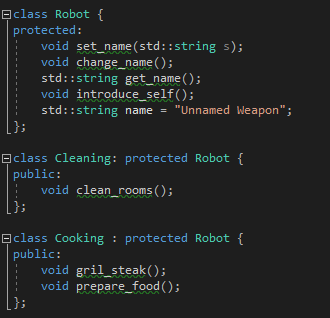 class Robot {
protected:
void set_name(std::string s);
void change_name();
std::string get_name();
void introduce_self();
std::string name = "Unnamed Weapon";
};
class Cleaning: protected Robot {
public:
void clean_rooms();
};
class Cooking : protected Robot {
public:
void gril_steak();
void prepare_food();
};